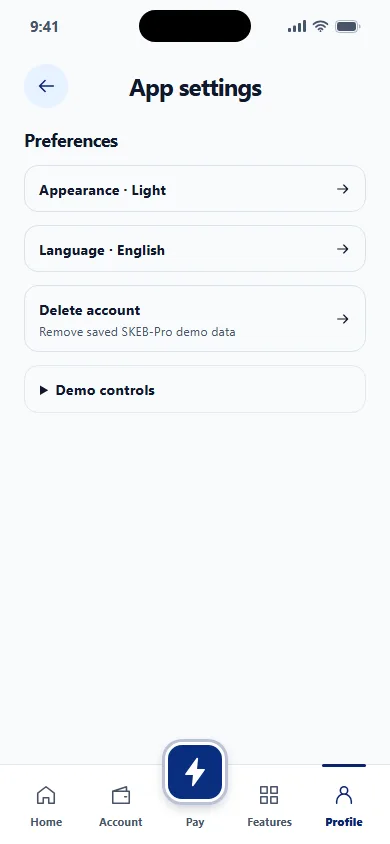 9:41
App settings
Preferences
Appearance · Light
Language · English
Delete account
Remove saved SKEB-Pro demo data
Demo controls
Home Account Pay Features Profile